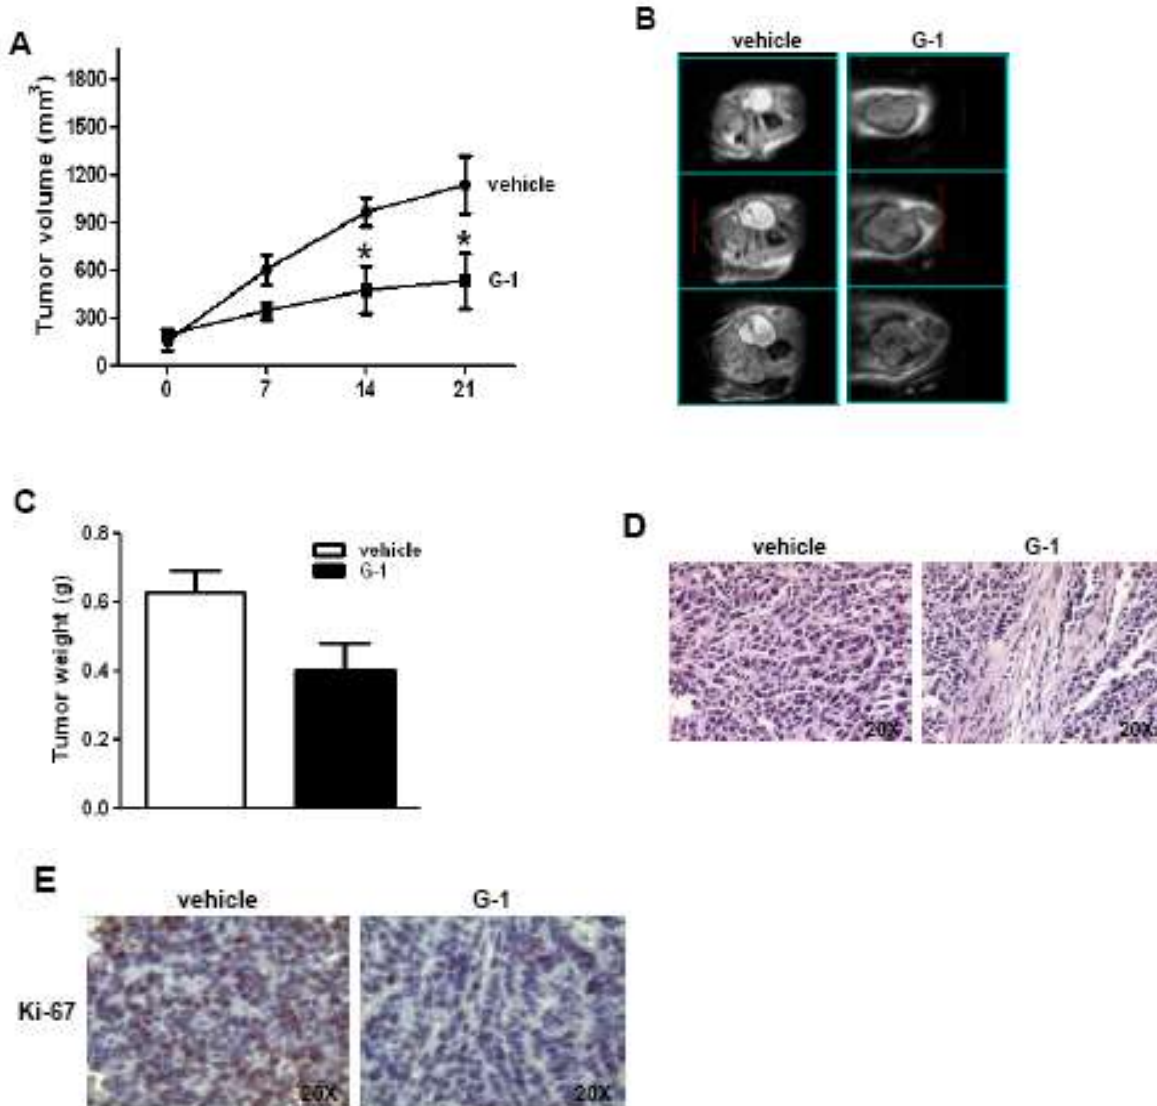 A
Tumor volume (mm³)
1800
1500
1200
900
600
300
0
0 7 14 21
vehicle
*
*
G-1
B
vehicle G-1
C
Tumor weight (g)
0.8
0.6
0.4
0.2
0.0
vehicle
G-1
D
vehicle G-1
20X 20X
E
vehicle G-1
Ki-67
20X 20X